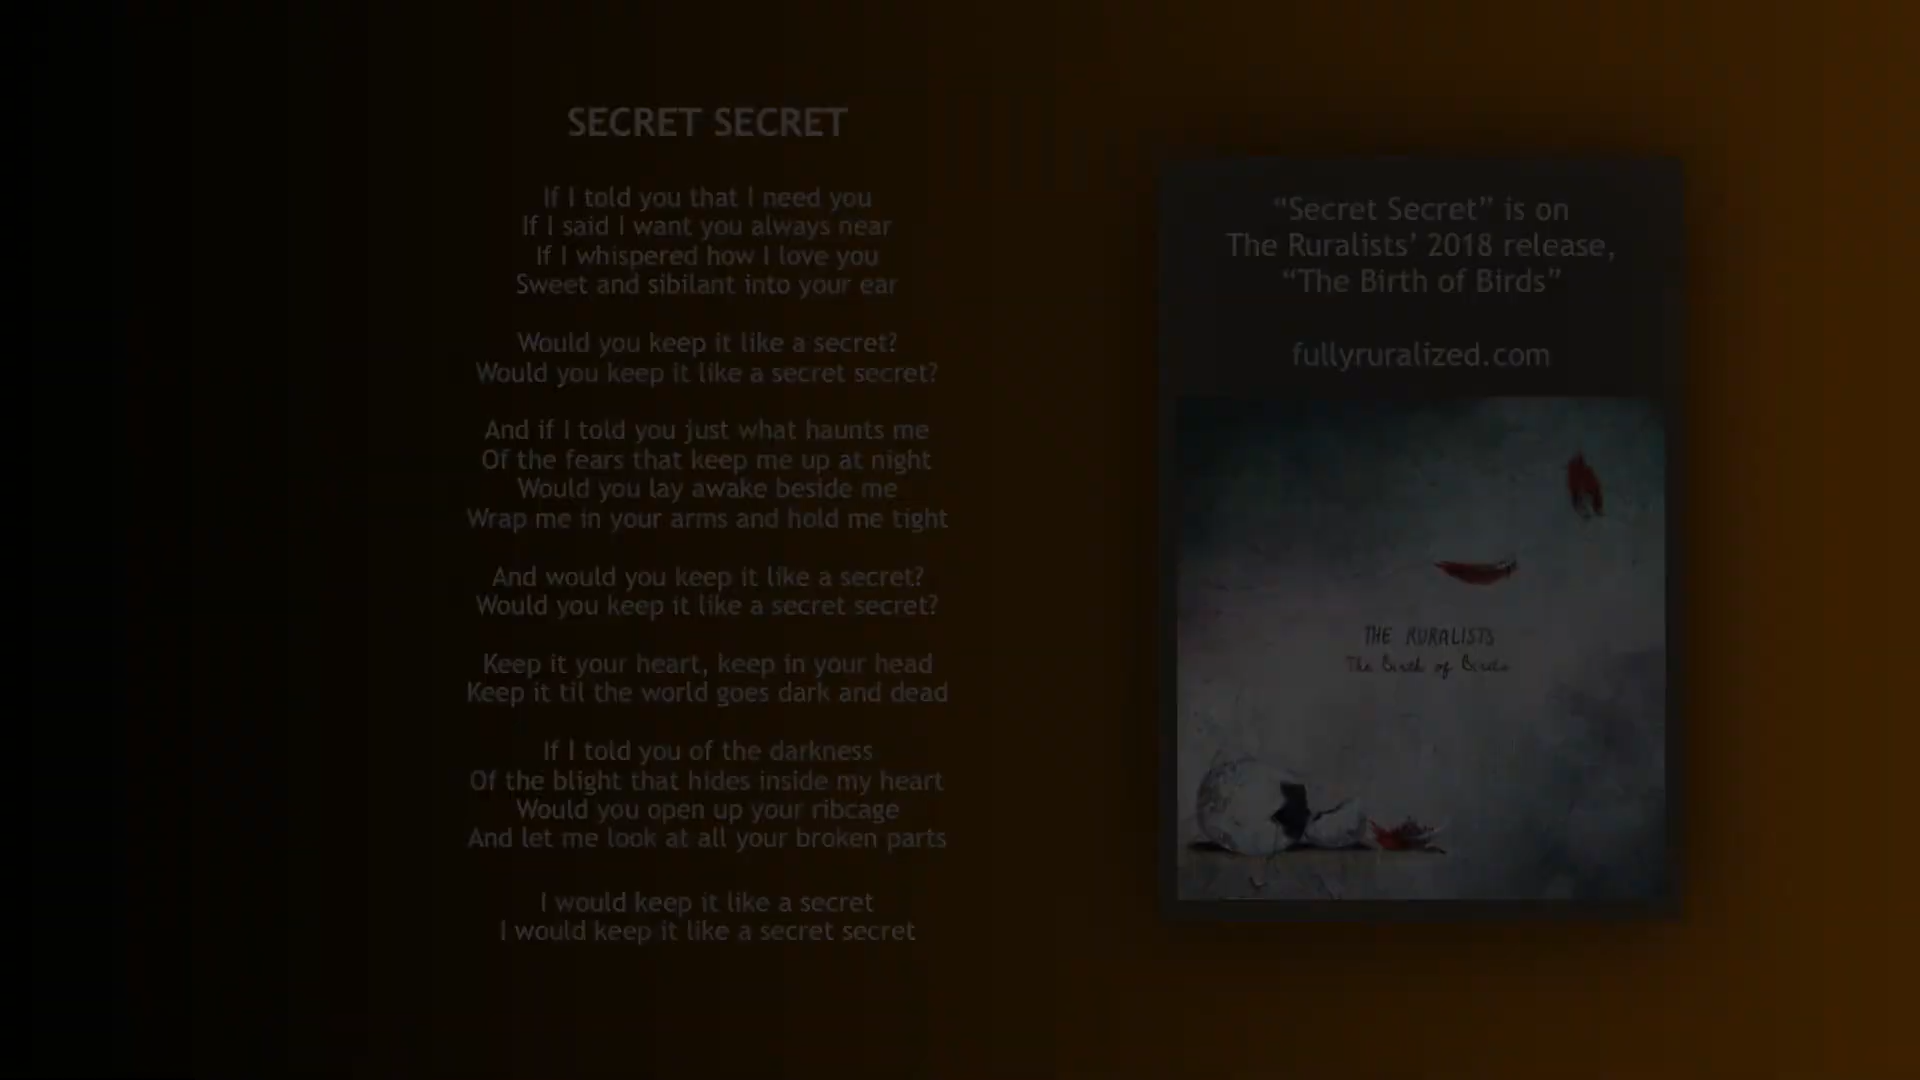 SECRET SECRET
If I told you that I need you
If I said I want you always near
If I whispered how I love you
Sweet and sibilant into your ear
Would you keep it like a secret?
Would you keep it like a secret secret?
And if I told you just what haunts me
Of the fears that keep me up at night
Would you lay awake beside me
Wrap me in your arms and hold me tight
And would you keep it like a secret?
Would you keep it like a secret secret?
Keep it your heart, keep in your head
Keep it til the world goes dark and dead
If I told you of the darkness
Of the blight that hides inside my heart
Would you open up your ribcage
And let me look at all your broken parts
I would keep it like a secret
I would keep it like a secret secret
“Secret Secret” is on
The Ruralists’ 2018 release,
“The Birth of Birds”
fullyruralized.com
THE RURALISTS
The Birth of Birds